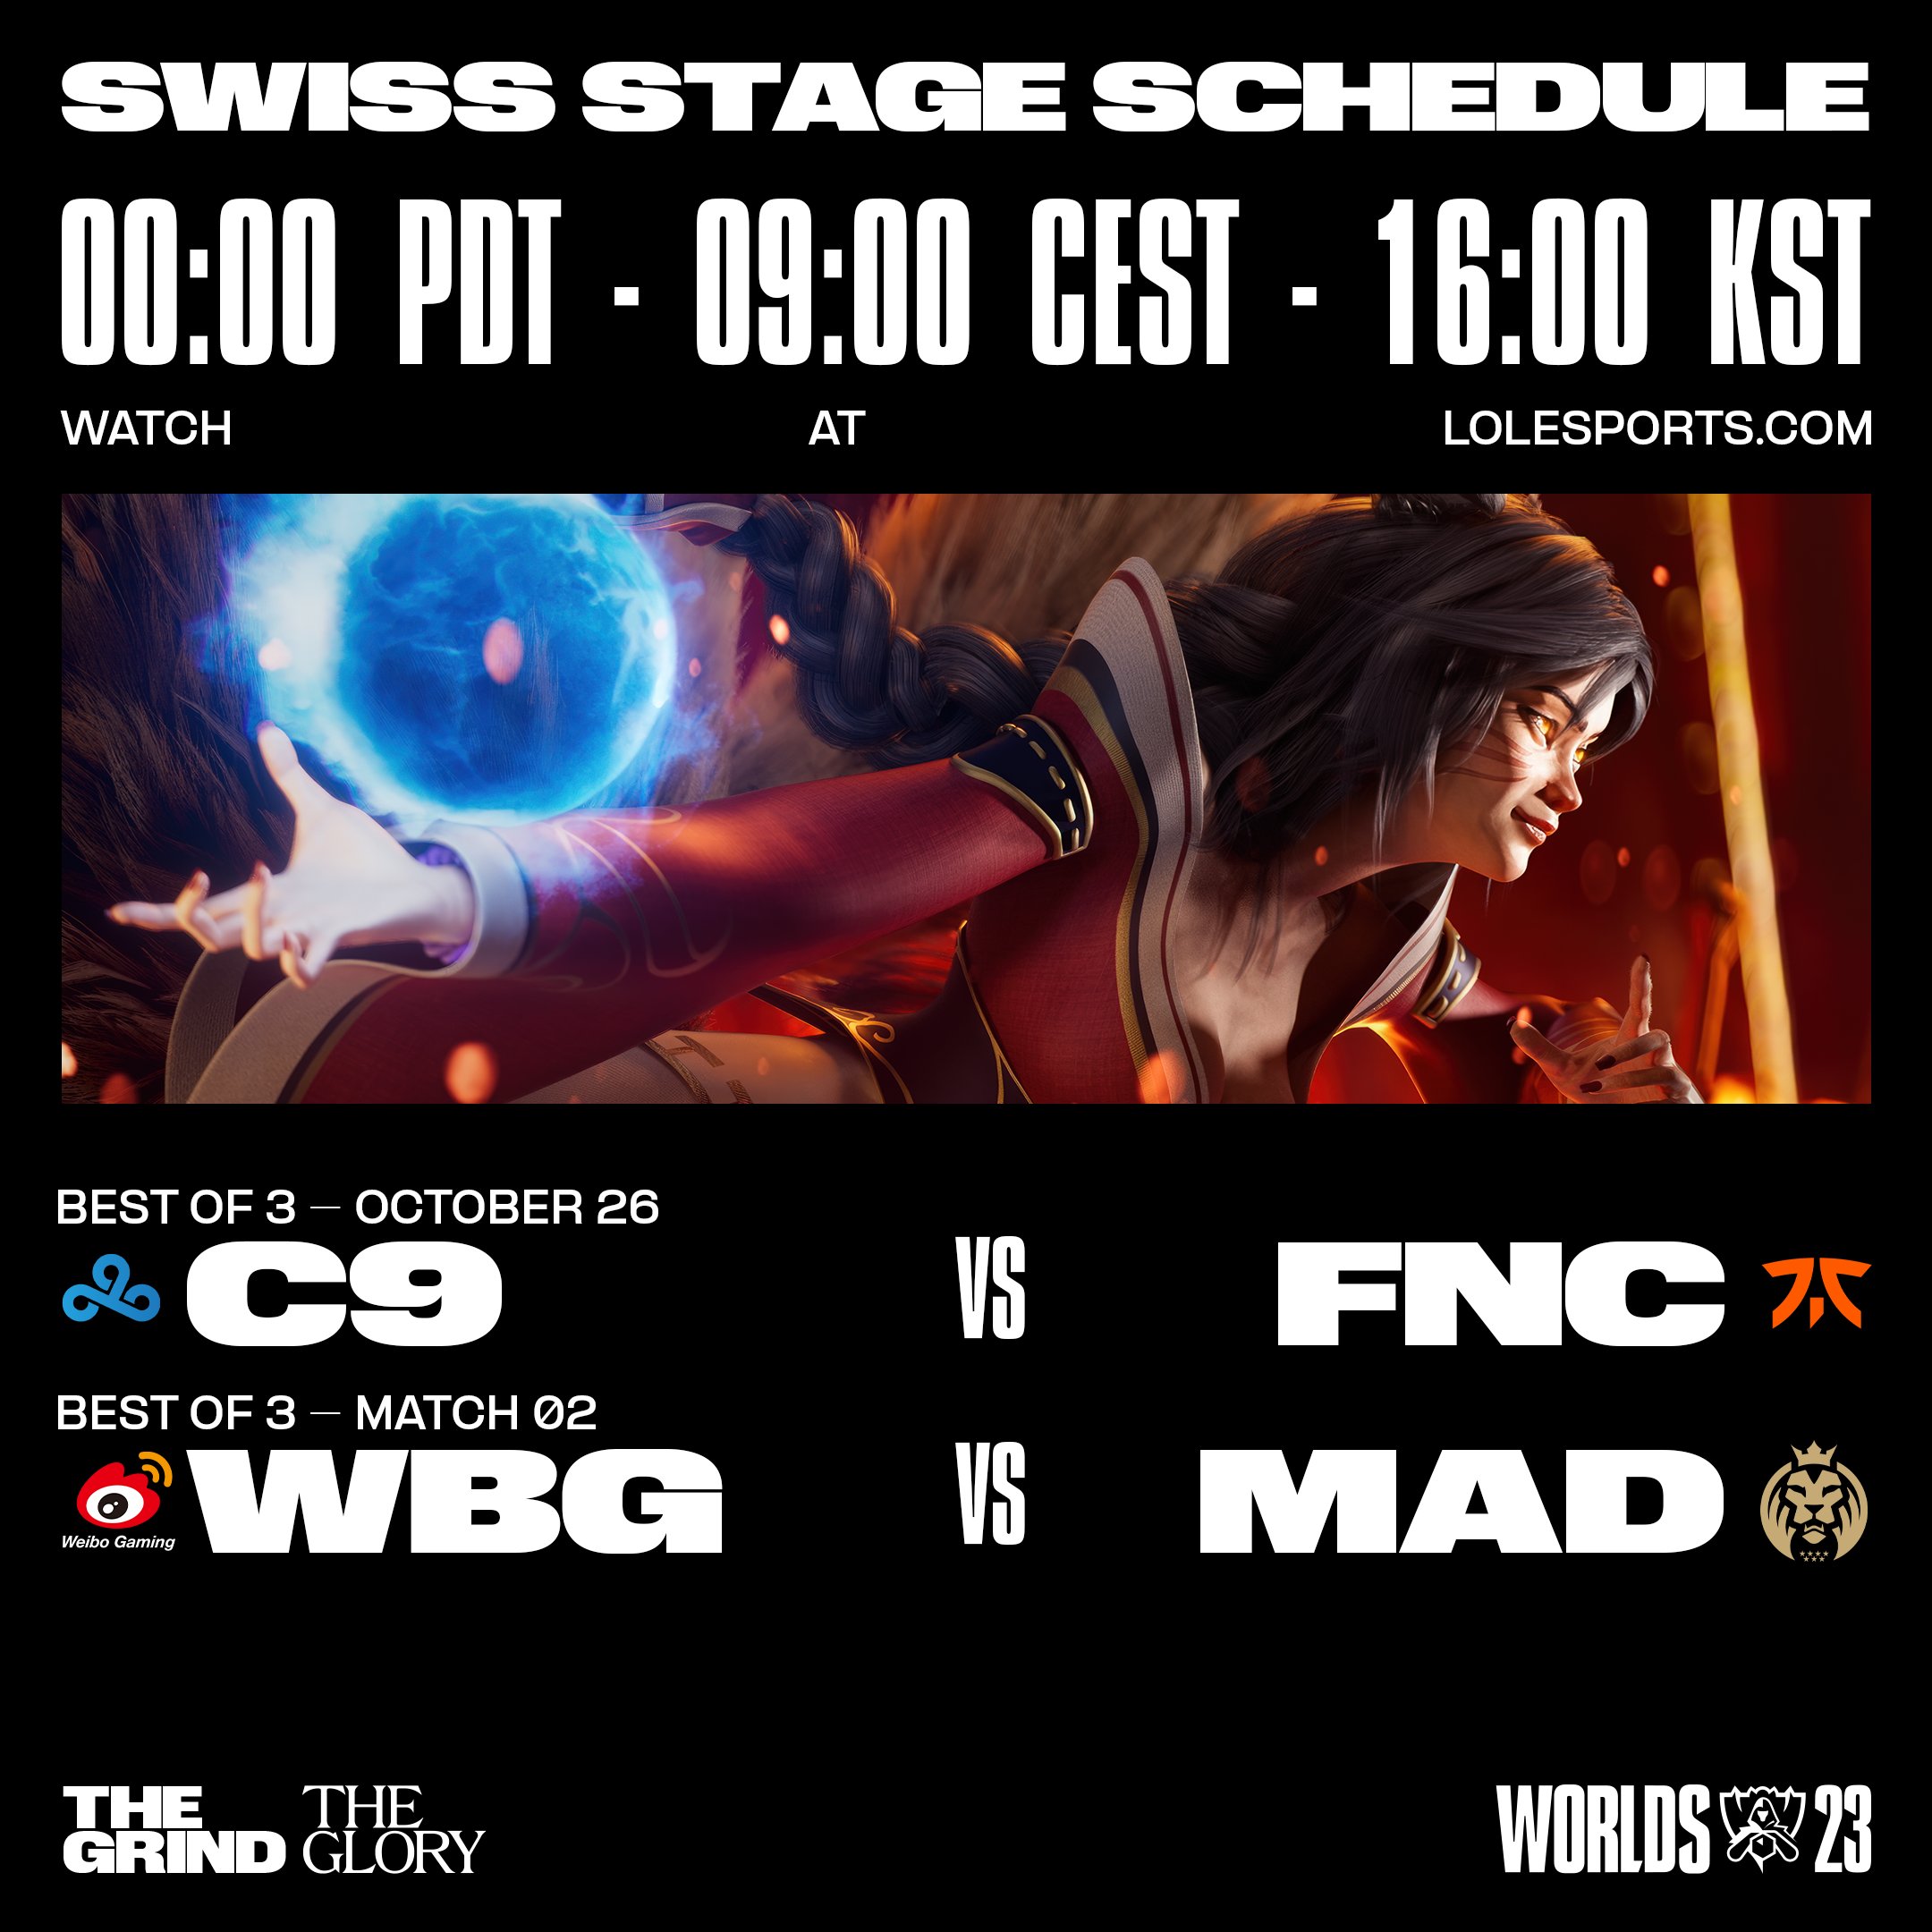 SWISS STAGE SCHEDULE
00:00 PDT - 09:00 CEST - 16:00 KST
WATCH AT LOLESPORTS.COM
BEST OF 3 — OCTOBER 26
C9 VS FNC
BEST OF 3 — MATCH 02
WBG VS MAD
Weibo Gaming
THE GRIND THE GLORY
WORLDS 23